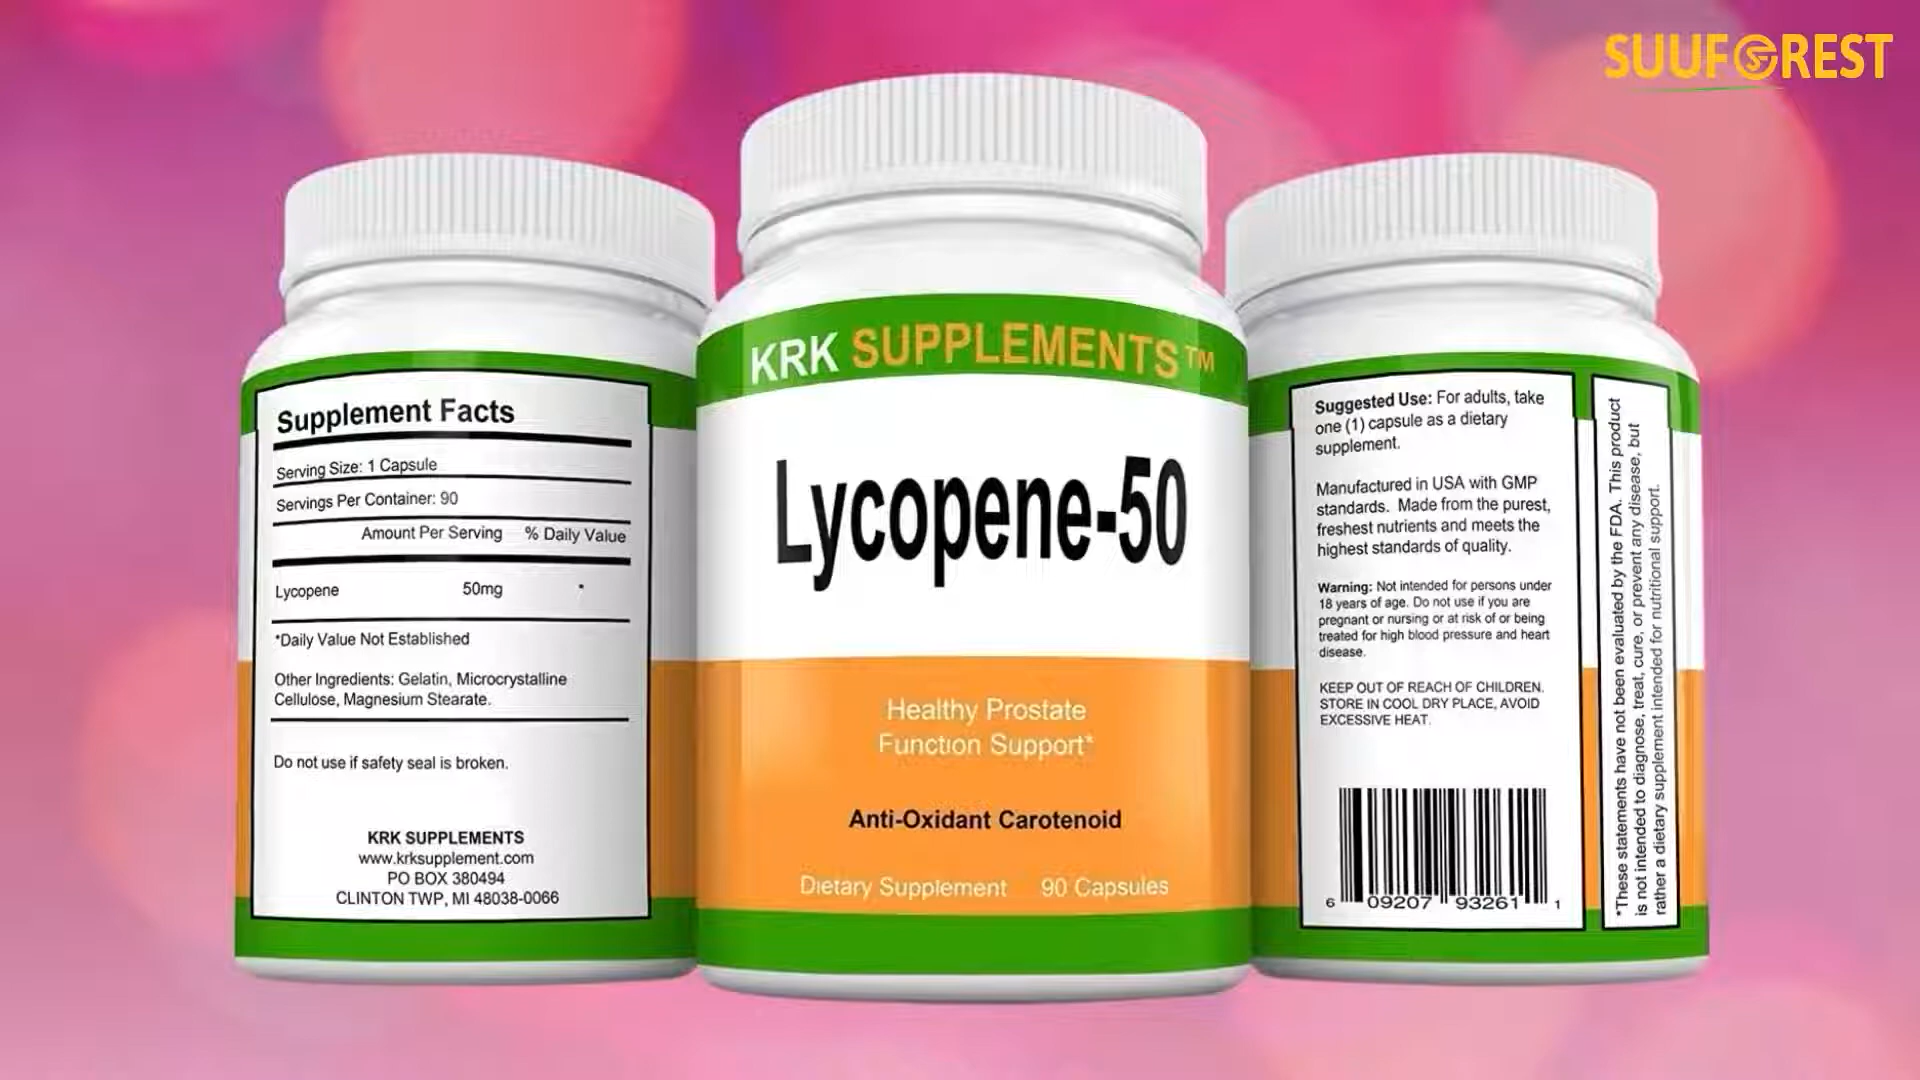 SUUFOREST
Supplement Facts
Serving Size: 1 Capsule
Servings Per Container: 90
Amount Per Serving % Daily Value
Lycopene 50mg *
*Daily Value Not Established
Other Ingredients: Gelatin, Microcrystalline
Cellulose, Magnesium Stearate.
Do not use if safety seal is broken.
KRK SUPPLEMENTS
www.krksupplement.com
PO BOX 380494
CLINTON TWP, MI 48038-0066
KRK SUPPLEMENTS™
Lycopene-50
Healthy Prostate
Function Support*
Anti-Oxidant Carotenoid
Dietary Supplement 90 Capsules
Suggested Use: For adults, take
one (1) capsule as a dietary
supplement.
Manufactured in USA with GMP
standards. Made from the purest,
freshest nutrients and meets the
highest standards of quality.
Warning: Not intended for persons under
18 years of age. Do not use if you are
pregnant or nursing or at risk of or being
treated for high blood pressure and heart
disease.
KEEP OUT OF REACH OF CHILDREN.
STORE IN COOL DRY PLACE, AVOID
EXCESSIVE HEAT.
6 09207 93261 1
*These statements have not been evaluated by the FDA. This product
is not intended to diagnose, treat, cure, or prevent any disease, but
rather a dietary supplement intended for nutritional support.